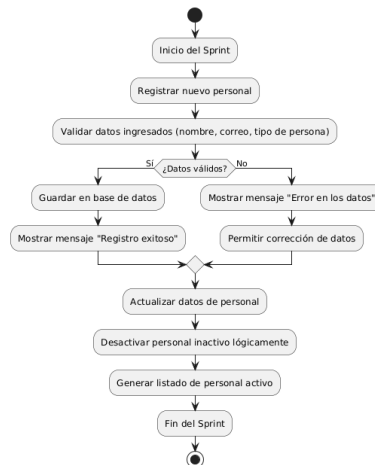 Inicio del Sprint
Registrar nuevo personal
Validar datos ingresados (nombre, correo, tipo de persona)
Sí
¿Datos válidos?
No
Guardar en base de datos
Mostrar mensaje "Error en los datos"
Mostrar mensaje "Registro exitoso"
Permitir corrección de datos
Actualizar datos de personal
Desactivar personal inactivo lógicamente
Generar listado de personal activo
Fin del Sprint